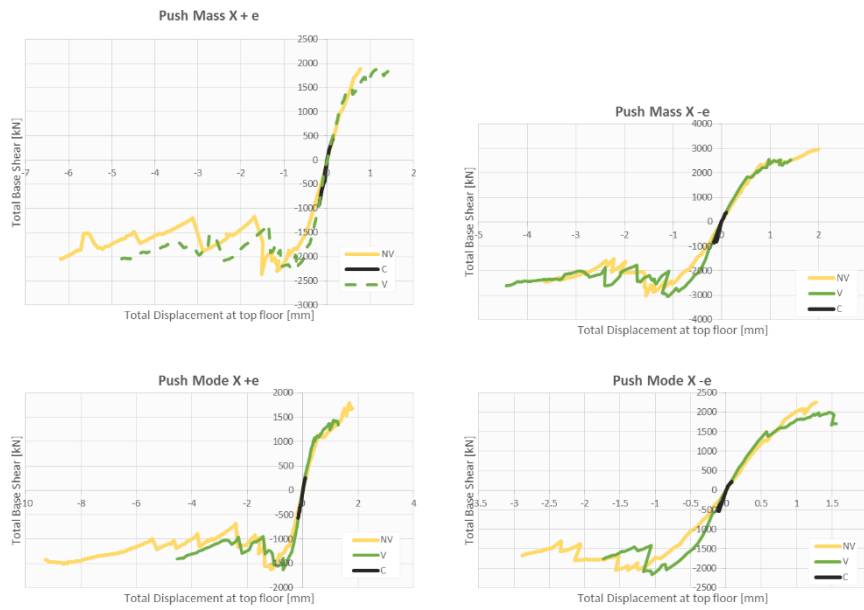 Push Mass X + e
2500
2000
1500
1000
500
0
-7 -6 -5 -4 -3 -2 -1 0 1 2
-500
-1000
-1500
-2000
-2500
-3000
Total Base Shear [kN]
Total Displacement at top floor [mm]
NV
C
V
Push Mass X -e
4000
3000
2000
1000
0
-5 -4 -3 -2 -1 0 1 2
-1000
-2000
-3000
-4000
Total Base Shear [kN]
Total Displacement at top floor [mm]
NV
V
C
Push Mode X +e
2000
1500
1000
500
0
-10 -8 -6 -4 -2 0 2 4
-500
-1000
-1500
-2000
Total Base Shear [kN]
Total Displacement at top floor [mm]
NV
V
C
Push Mode X -e
2500
2000
1500
1000
500
0
-3.5 -3 -2.5 -2 -1.5 -1 -0.5 0 0.5 1 1.5
-500
-1000
-1500
-2000
-2500
Total Base Shear [kN]
Total Displacement at top floor [mm]
NV
V
C